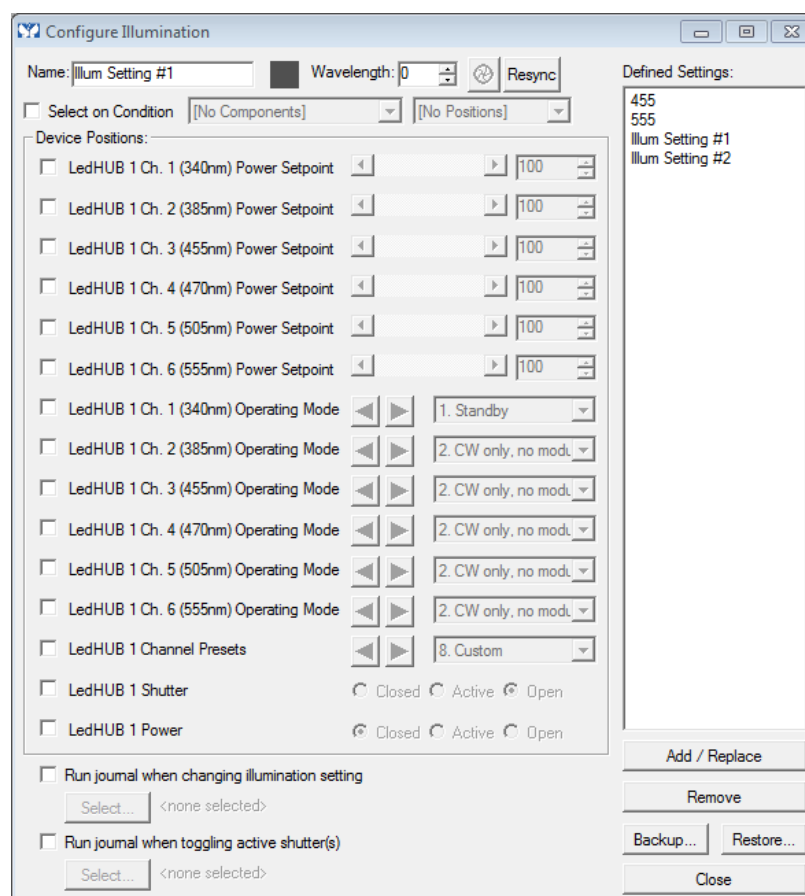 Configure Illumination
Name: Illum Setting #1 Wavelength: 0 Resync Defined Settings:
Select on Condition [No Components] [No Positions]
455
555
Illum Setting #1
Illum Setting #2
Device Positions:
LedHUB 1 Ch. 1 (340nm) Power Setpoint 100
LedHUB 1 Ch. 2 (385nm) Power Setpoint 100
LedHUB 1 Ch. 3 (455nm) Power Setpoint 100
LedHUB 1 Ch. 4 (470nm) Power Setpoint 100
LedHUB 1 Ch. 5 (505nm) Power Setpoint 100
LedHUB 1 Ch. 6 (555nm) Power Setpoint 100
LedHUB 1 Ch. 1 (340nm) Operating Mode 1. Standby
LedHUB 1 Ch. 2 (385nm) Operating Mode 2. CW only, no modu
LedHUB 1 Ch. 3 (455nm) Operating Mode 2. CW only, no modu
LedHUB 1 Ch. 4 (470nm) Operating Mode 2. CW only, no modu
LedHUB 1 Ch. 5 (505nm) Operating Mode 2. CW only, no modu
LedHUB 1 Ch. 6 (555nm) Operating Mode 2. CW only, no modu
LedHUB 1 Channel Presets 8. Custom
LedHUB 1 Shutter Closed Active Open
LedHUB 1 Power Closed Active Open
Run journal when changing illumination setting
Select... <none selected>
Run journal when toggling active shutter(s)
Select... <none selected>
Add / Replace
Remove
Backup... Restore...
Close